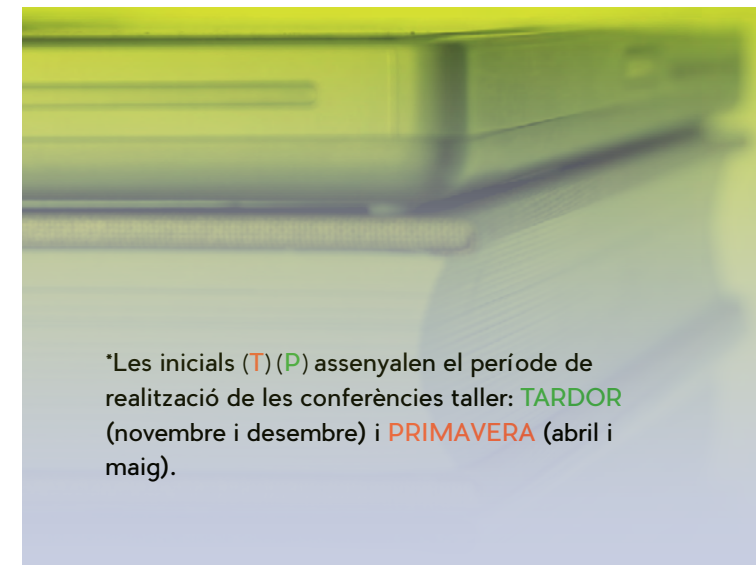 *Les inicials (T) (P) assenyalen el període de
realització de les conferències taller: TARDOR
(novembre i desembre) i PRIMAVERA (abril i
maig).